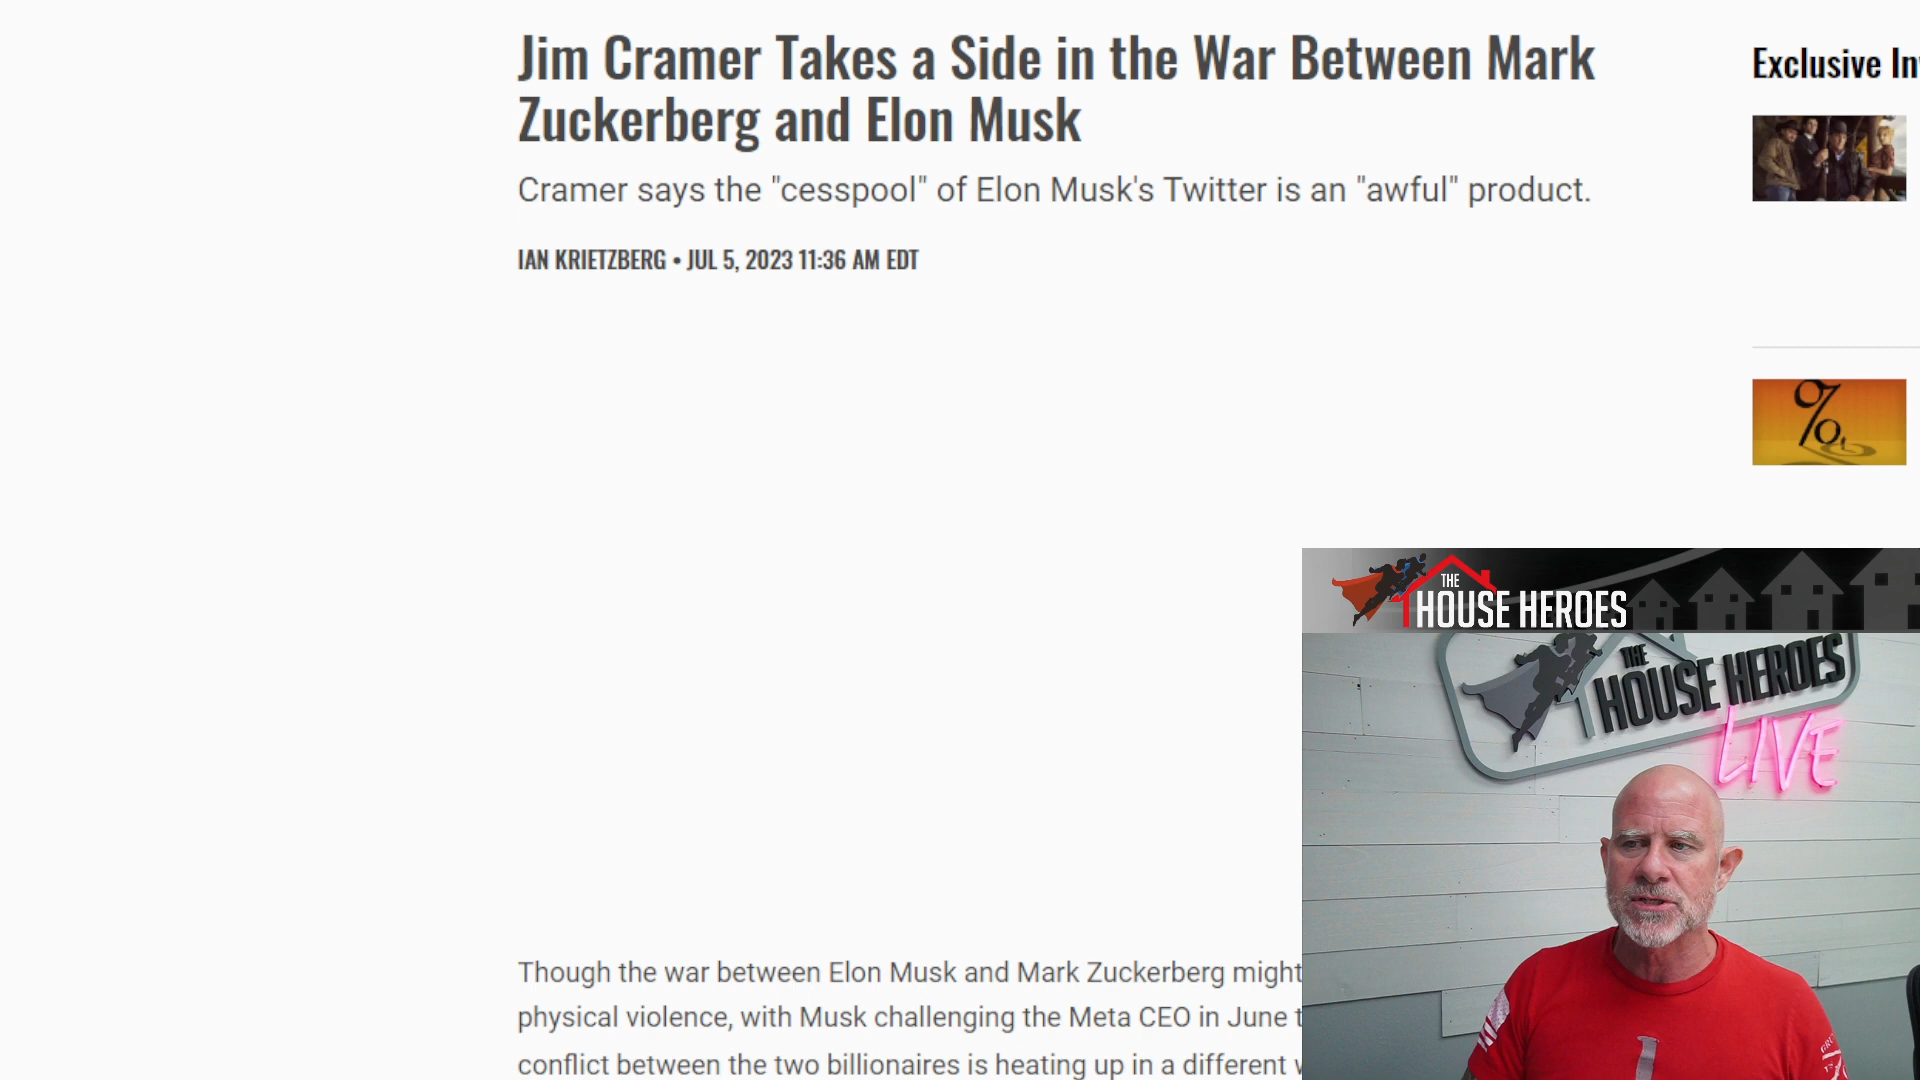 Jim Cramer Takes a Side in the War Between Mark
Zuckerberg and Elon Musk
Cramer says the "cesspool" of Elon Musk's Twitter is an "awful" product.
IAN KRIETZBERG • JUL 5, 2023 11:36 AM EDT
Exclusive In
%
Though the war between Elon Musk and Mark Zuckerberg might
physical violence, with Musk challenging the Meta CEO in June t
conflict between the two billionaires is heating up in a different
THE
HOUSE HEROES
THE
HOUSE HEROES
LIVE